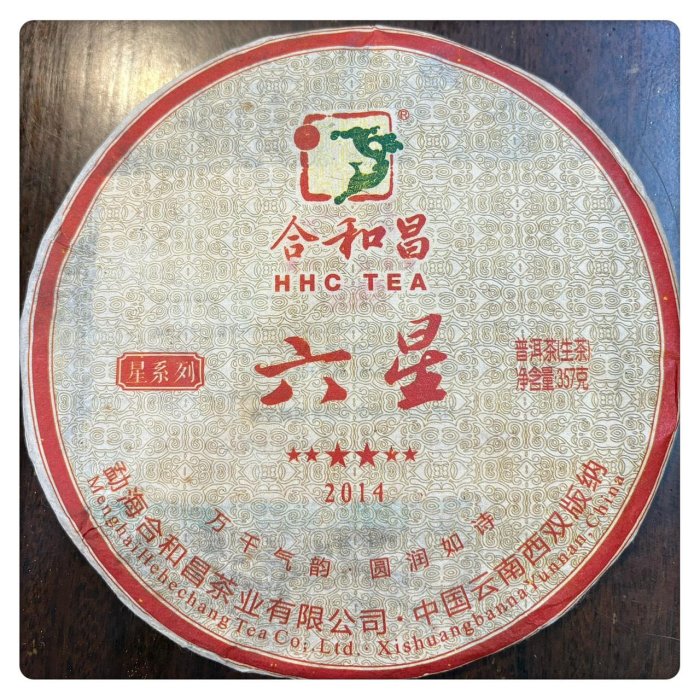 ®
合和昌
HHC TEA
六星
星系列
普洱茶(生茶)
净含量:357克
★★★★★★
2014
万千气韵·圆润如诗
勐海合和昌茶业有限公司·中国云南西双版纳
Menghai Hehechang Tea Co; Ltd · Xishuangbanna Yunnan, China